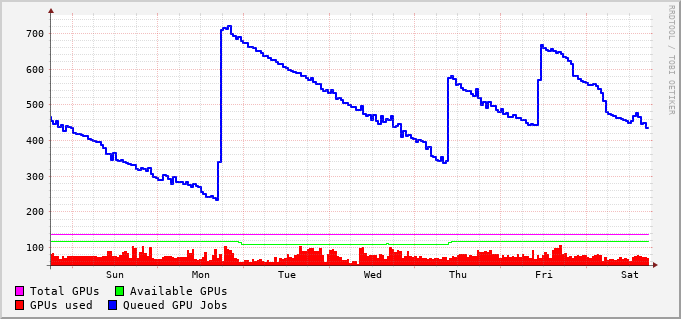 700
600
500
400
300
200
100
Sun Mon Tue Wed Thu Fri Sat
Total GPUs Available GPUs
GPUs used Queued GPU Jobs
RRDTOOL / TOBI OETIKER